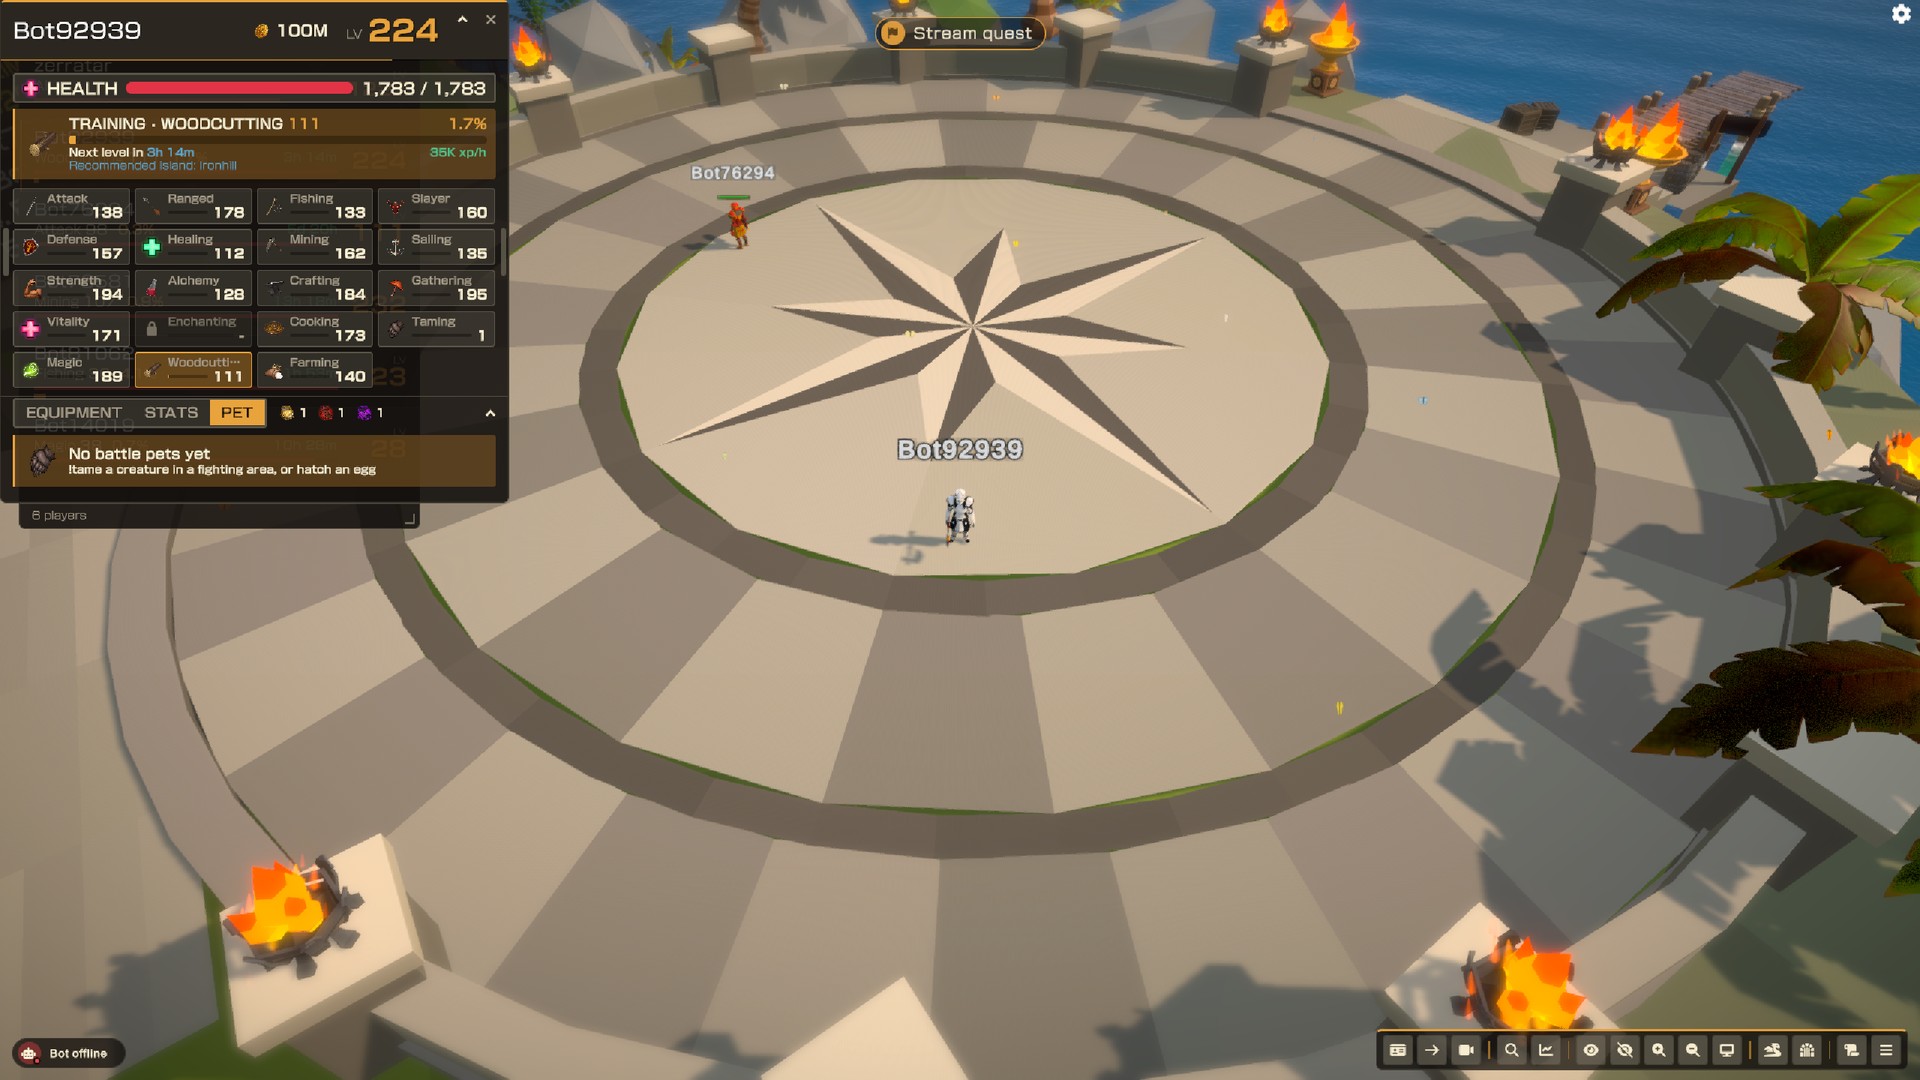 Bot92939
100M
LV 224
zerratar
HEALTH
1,783 / 1,783
TRAINING · WOODCUTTING 111
1.7%
Next level in 3h 14m
35K xp/h
Recommended island: Ironhill
Attack 138
Ranged 178
Fishing 133
Slayer 160
Defense 157
Healing 112
Mining 162
Sailing 135
Strength 194
Alchemy 128
Crafting 184
Gathering 195
Vitality 171
Enchanting -
Cooking 173
Taming 1
Magic 189
Woodcutti··· 111
Farming 140
EQUIPMENT
STATS
PET
1
1
1
No battle pets yet
!tame a creature in a fighting area, or hatch an egg
6 players
Stream quest
Bot76294
Bot92939
Bot offline